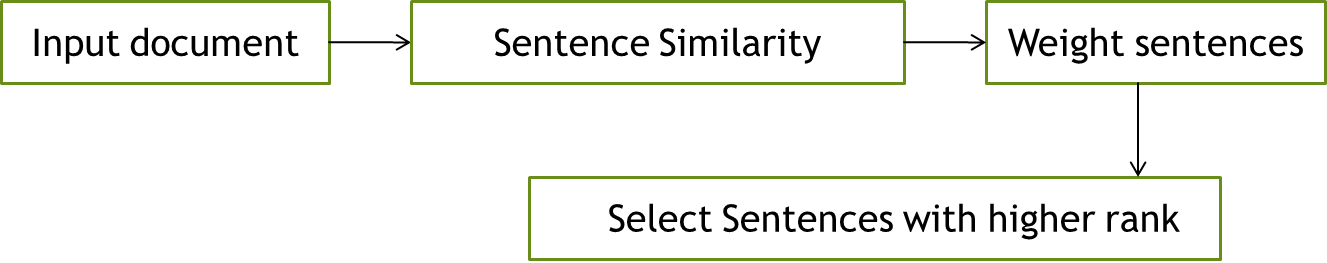 Input document
Sentence Similarity
Weight sentences
Select Sentences with higher rank